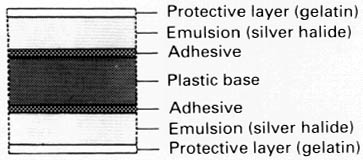 Protective layer (gelatin)
Emulsion (silver halide)
Adhesive
Plastic base
Adhesive
Emulsion (silver halide)
Protective layer (gelatin)